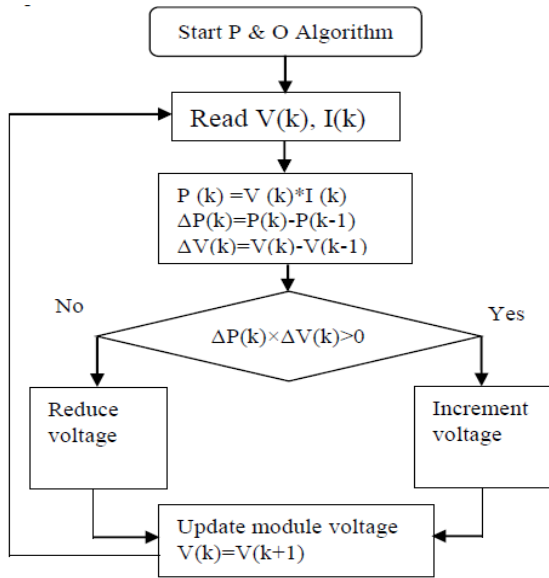 Start P & O Algorithm
Read V(k), I(k)
P (k) =V (k)*I (k)
ΔP(k)=P(k)-P(k-1)
ΔV(k)=V(k)-V(k-1)
No
Yes
ΔP(k)×ΔV(k)>0
Reduce
voltage
Increment
voltage
Update module voltage
V(k)=V(k+1)